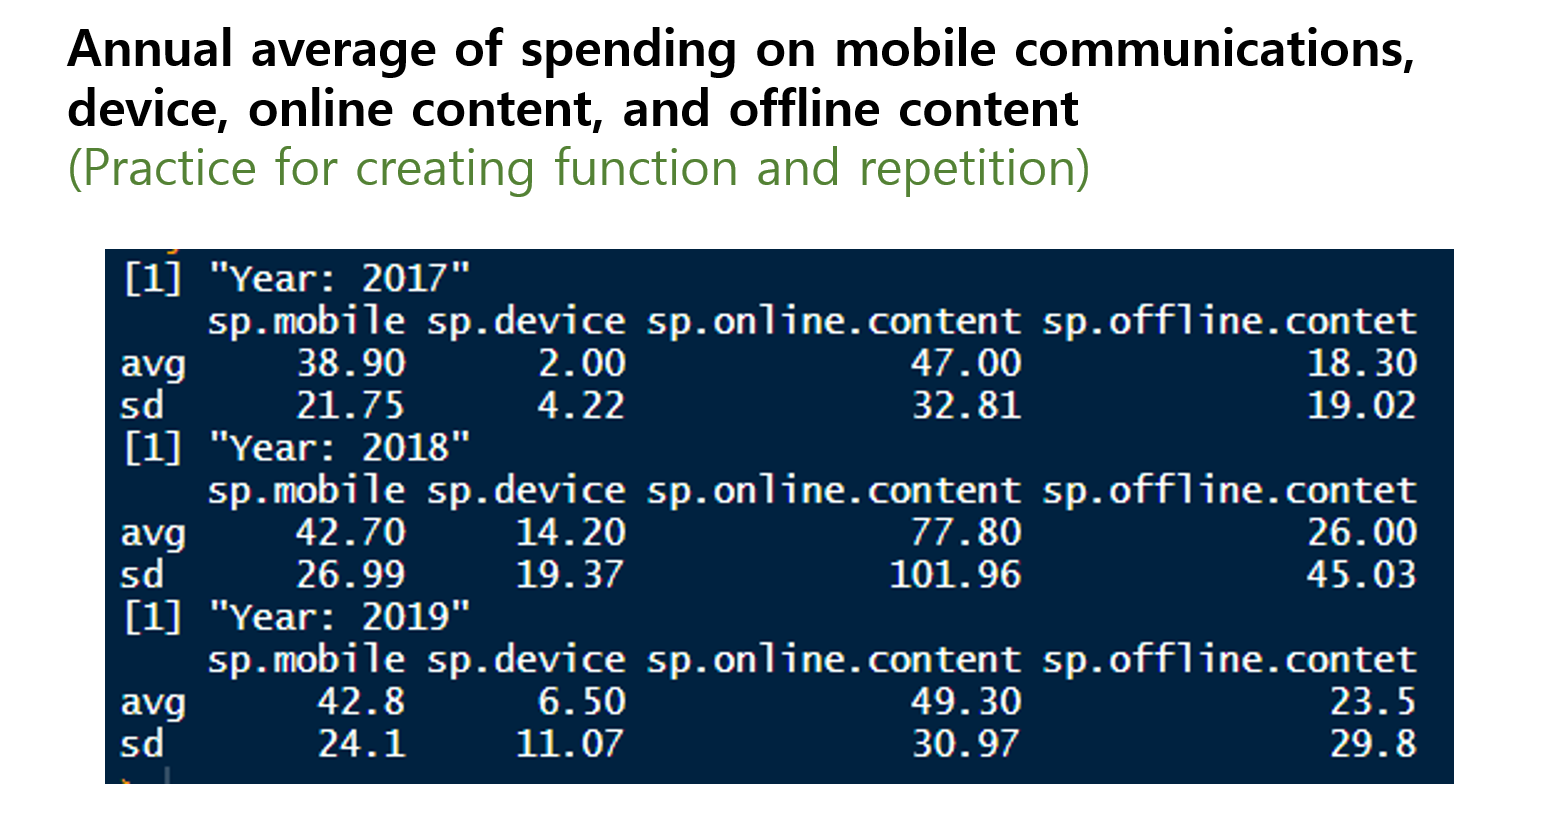 Annual average of spending on mobile communications,
device, online content, and offline content
(Practice for creating function and repetition)
[1] "Year: 2017"
sp.mobile sp.device sp.online.content sp.offline.contet
avg 38.90 2.00 47.00 18.30
sd 21.75 4.22 32.81 19.02
[1] "Year: 2018"
sp.mobile sp.device sp.online.content sp.offline.contet
avg 42.70 14.20 77.80 26.00
sd 26.99 19.37 101.96 45.03
[1] "Year: 2019"
sp.mobile sp.device sp.online.content sp.offline.contet
avg 42.8 6.50 49.30 23.5
sd 24.1 11.07 30.97 29.8